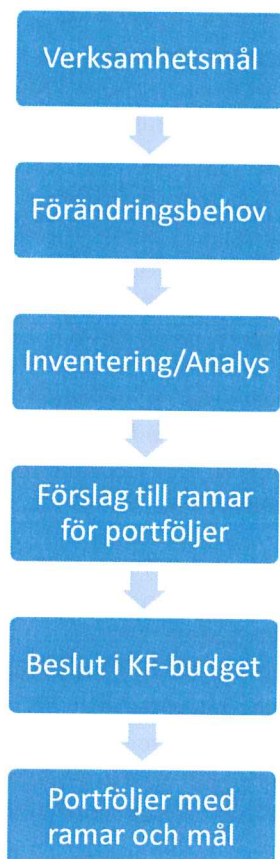 Verksamhetsmål
Förändringsbehov
Inventering/Analys
Förslag till ramar
för portföljer
Beslut i KF-budget
Portföljer med
ramar och mål